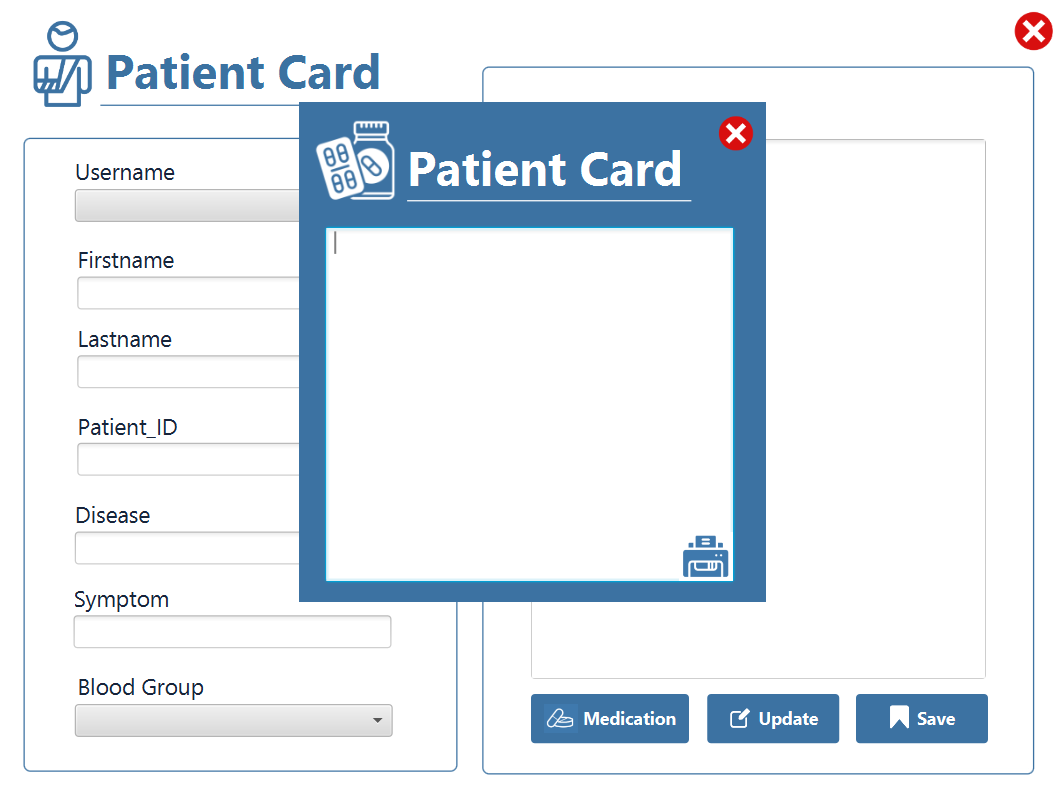 Patient Card
Username
Firstname
Lastname
Patient_ID
Disease
Symptom
Blood Group
Patient Card
Medication
Update
Save